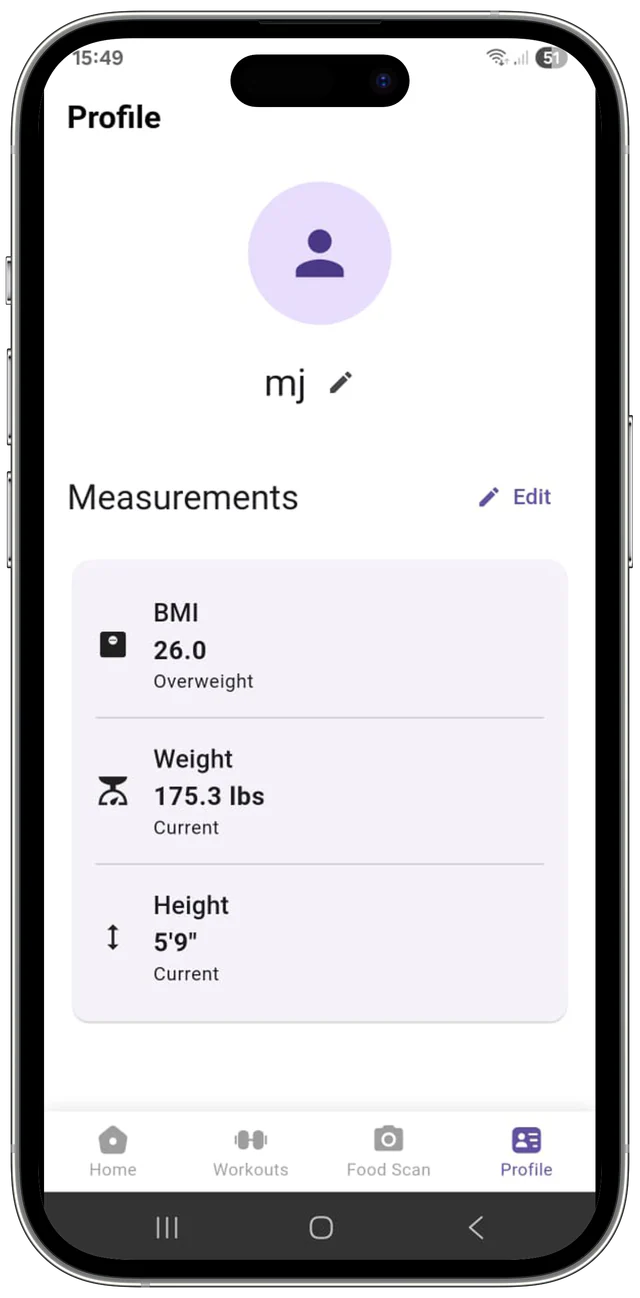 15:49
51
Profile
mj
Measurements
Edit
BMI
26.0
Overweight
Weight
175.3 lbs
Current
Height
5'9"
Current
Home
Workouts
Food Scan
Profile